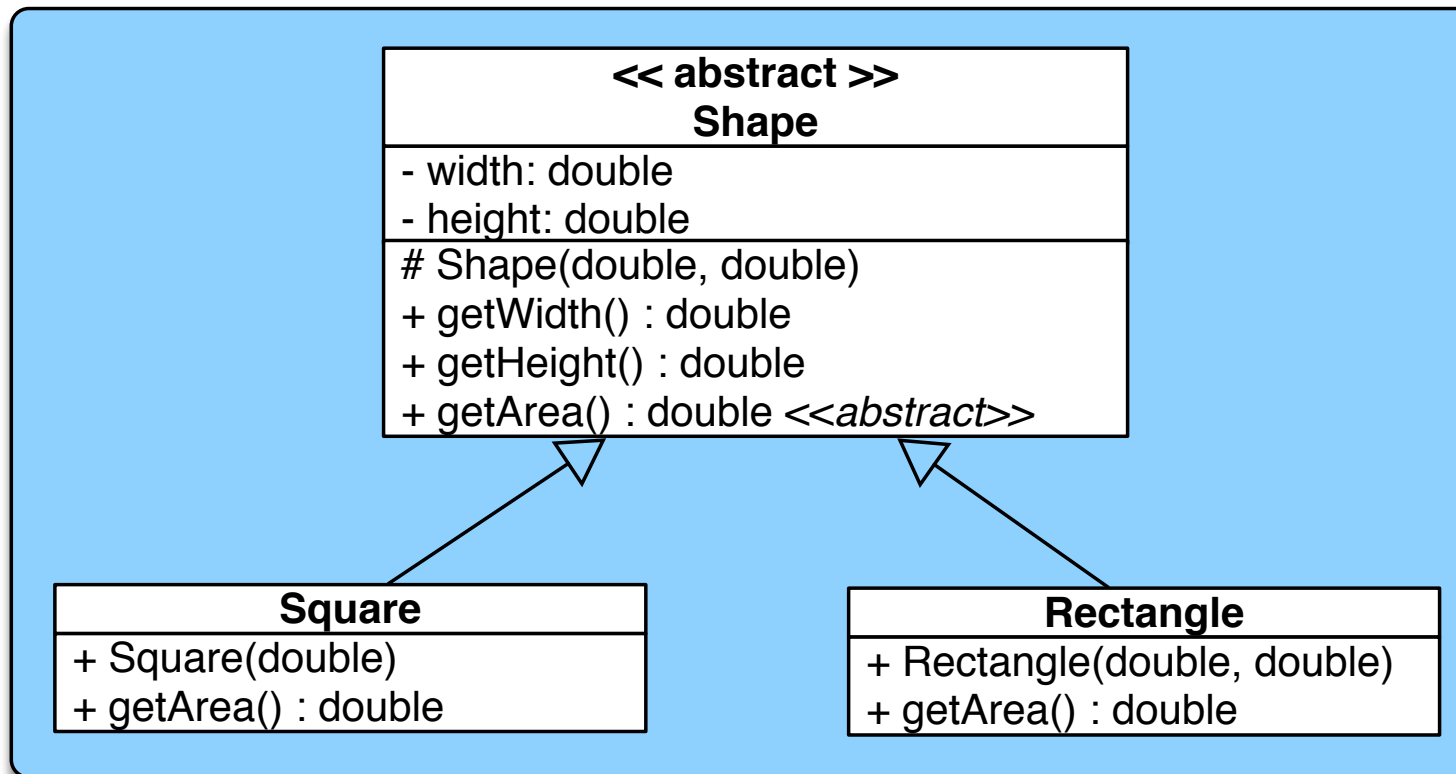 << abstract >>
Shape
- width: double
- height: double
# Shape(double, double)
+ getWidth() : double
+ getHeight() : double
+ getArea() : double <<abstract>>
Square
+ Square(double)
+ getArea() : double
Rectangle
+ Rectangle(double, double)
+ getArea() : double